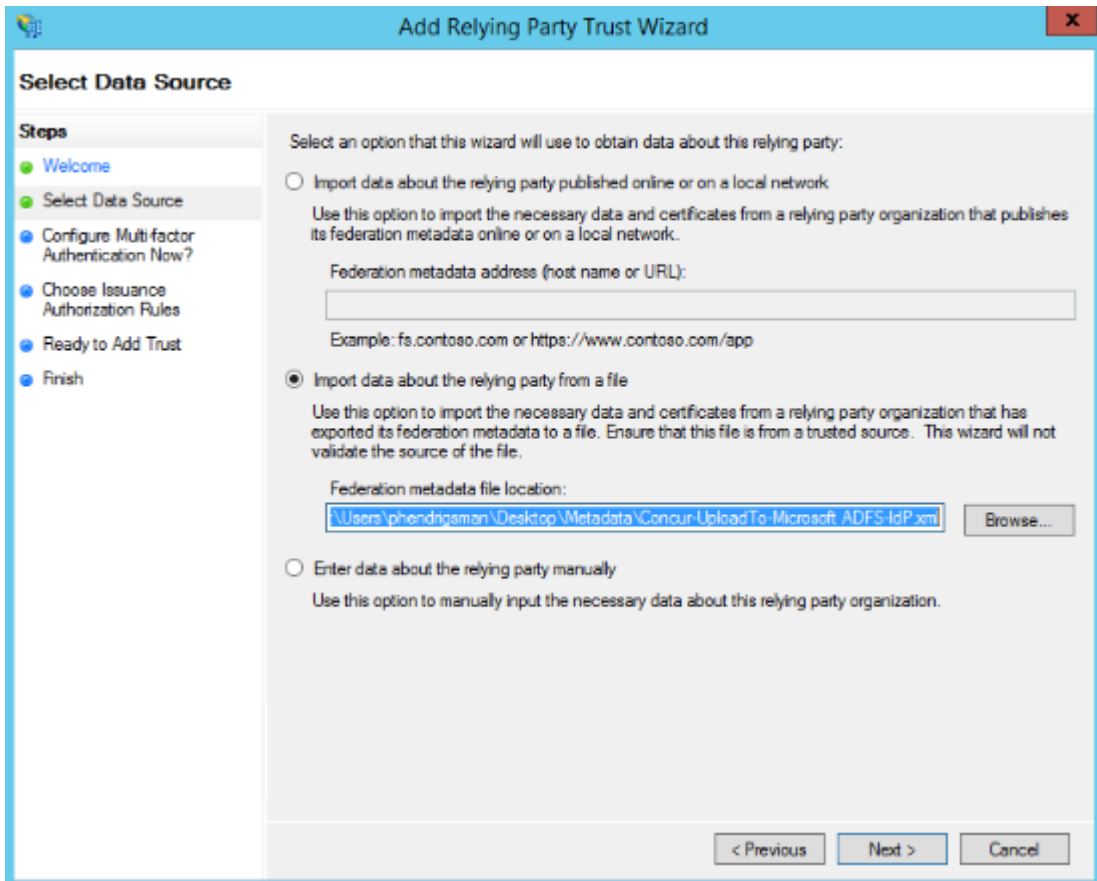 Add Relying Party Trust Wizard
x
Select Data Source
Steps
Welcome
Select Data Source
Configure Multi-factor
Authentication Now?
Choose Issuance
Authorization Rules
Ready to Add Trust
Finish
Select an option that this wizard will use to obtain data about this relying party:
Import data about the relying party published online or on a local network
Use this option to import the necessary data and certificates from a relying party organization that publishes
its federation metadata online or on a local network.
Federation metadata address (host name or URL):
Example: fs.contoso.com or https://www.contoso.com/app
Import data about the relying party from a file
Use this option to import the necessary data and certificates from a relying party organization that has
exported its federation metadata to a file. Ensure that this file is from a trusted source. This wizard will not
validate the source of the file.
Federation metadata file location:
:\Users\phendrigsman\Desktop\Metadata\Concur-UploadTo-Microsoft ADFS-IdP.xml
Browse...
Enter data about the relying party manually
Use this option to manually input the necessary data about this relying party organization.
< Previous
Next >
Cancel